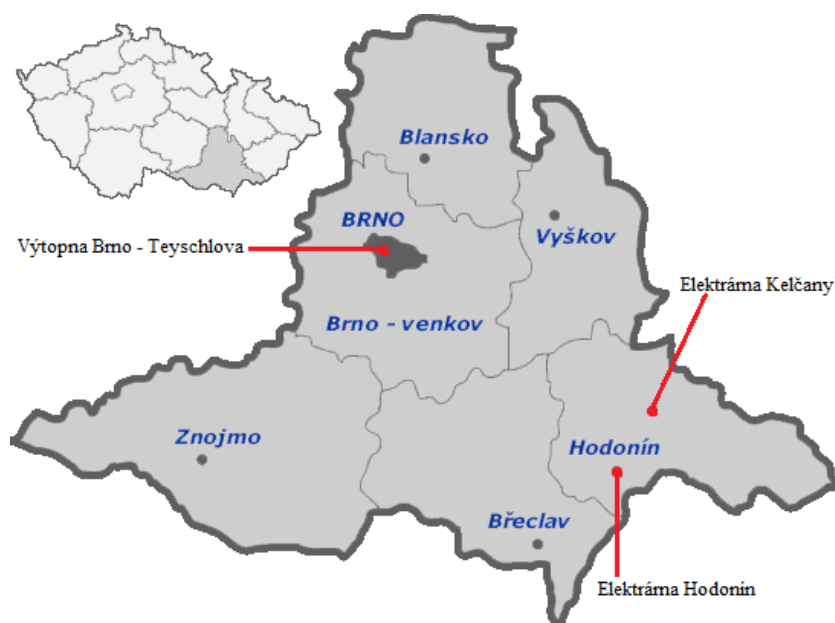 Blansko
BRNO
Vyškov
Výtopna Brno - Teyschlova
Elektrárna Kelčany
Brno - venkov
Znojmo
Hodonín
Břeclav
Elektrárna Hodonín